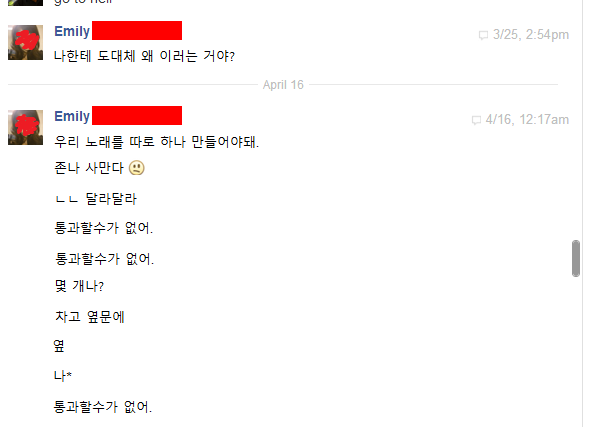 go to hell
Emily
3/25, 2:54pm
나한테 도대체 왜 이러는 거야?
April 16
Emily
4/16, 12:17am
우리 노래를 따로 하나 만들어야돼.
존나 사만다
ㄴㄴ 달라달라
통과할수가 없어.
통과할수가 없어.
몇 개나?
차고 옆문에
옆
나*
통과할수가 없어.